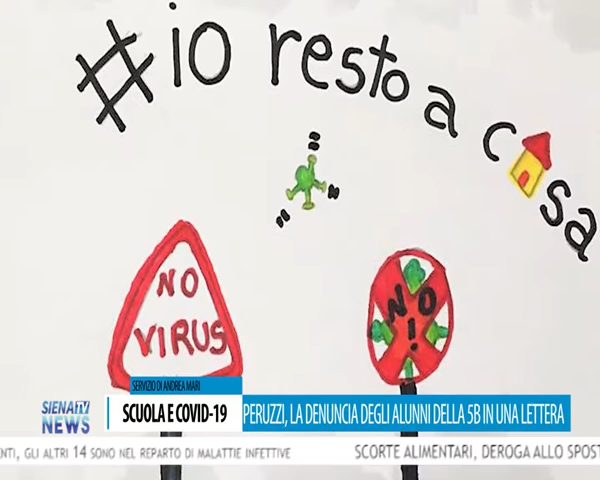 #io resto a casa
NO
VIRUS
NO
!
SERVIZIO DI ANDREA MARI
SIENA TV
NEWS
SCUOLA E COVID-19
PERUZZI, LA DENUNCIA DEGLI ALUNNI DELLA 5B IN UNA LETTERA
ENTI, GLI ALTRI 14 SONO NEL REPARTO DI MALATTIE INFETTIVE
SCORTE ALIMENTARI, DEROGA ALLO SPOST